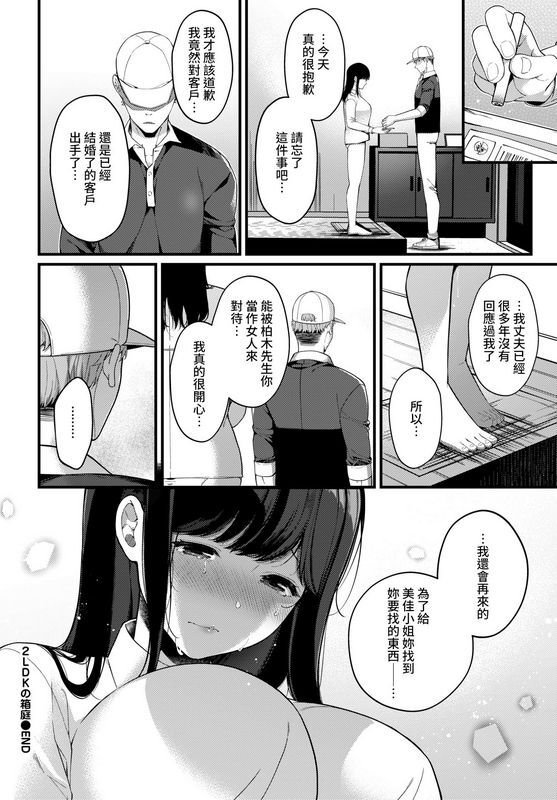 …今天
真的很抱歉
請忘了
這件事吧…
我才應該道歉
我竟然對客戶
還是已經
結婚了的客戶
出手了…
…我丈夫已經
很多年沒有
回應過我了
所以…
能被柏木先生你
當作女人來
對待…
我真的很開心…
………
…我還會再來的
為了給
美佳小姐妳找到
妳要找的東西——…
2LDKの箱庭●END